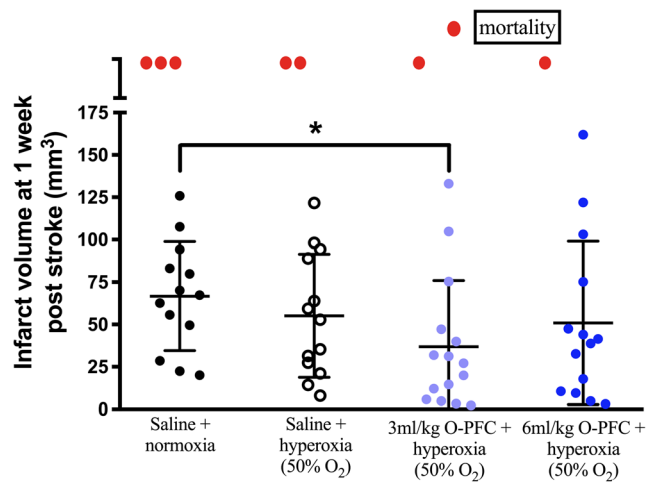 mortality
Infarct volume at 1 week
post stroke (mm³)
175
150
125
100
75
50
25
0
*
Saline +
normoxia
Saline +
hyperoxia
(50% O₂)
3ml/kg O-PFC +
hyperoxia
(50% O₂)
6ml/kg O-PFC +
hyperoxia
(50% O₂)